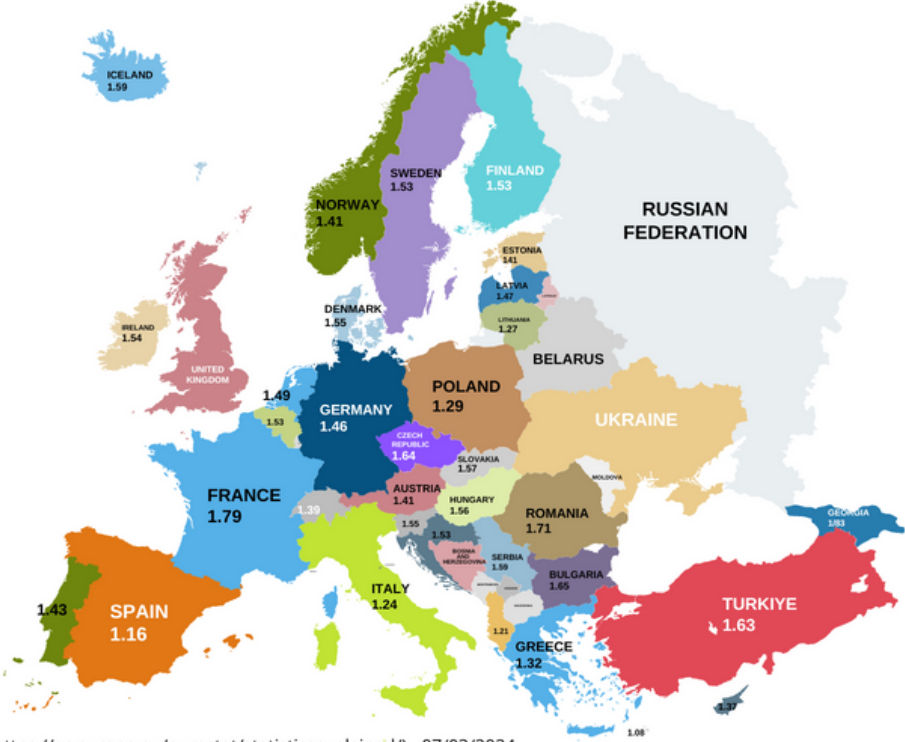 ICELAND
1.59
SWEDEN
1.53
FINLAND
1.53
NORWAY
1.41
RUSSIAN
FEDERATION
ESTONIA
141
LATVIA
1.47
DENMARK
1.55
LITHUANIA
1.27
IRELAND
1.54
UNITED
KINGDOM
BELARUS
1.49
POLAND
1.29
GERMANY
1.46
1.53
UKRAINE
CZECH
REPUBLIC
1.64
SLOVAKIA
1.57
MOLDOVA
FRANCE
1.79
AUSTRIA
1.41
HUNGARY
1.56
1.39
ROMANIA
1.71
GEORGIA
1/83
1.55
1.53
BOSNIA
AND
HERZEGOVINA
SERBIA
1.59
BULGARIA
1.65
ITALY
1.24
1.43
SPAIN
1.16
TURKIYE
1.63
1.21
GREECE
1.32
1.37
1.08